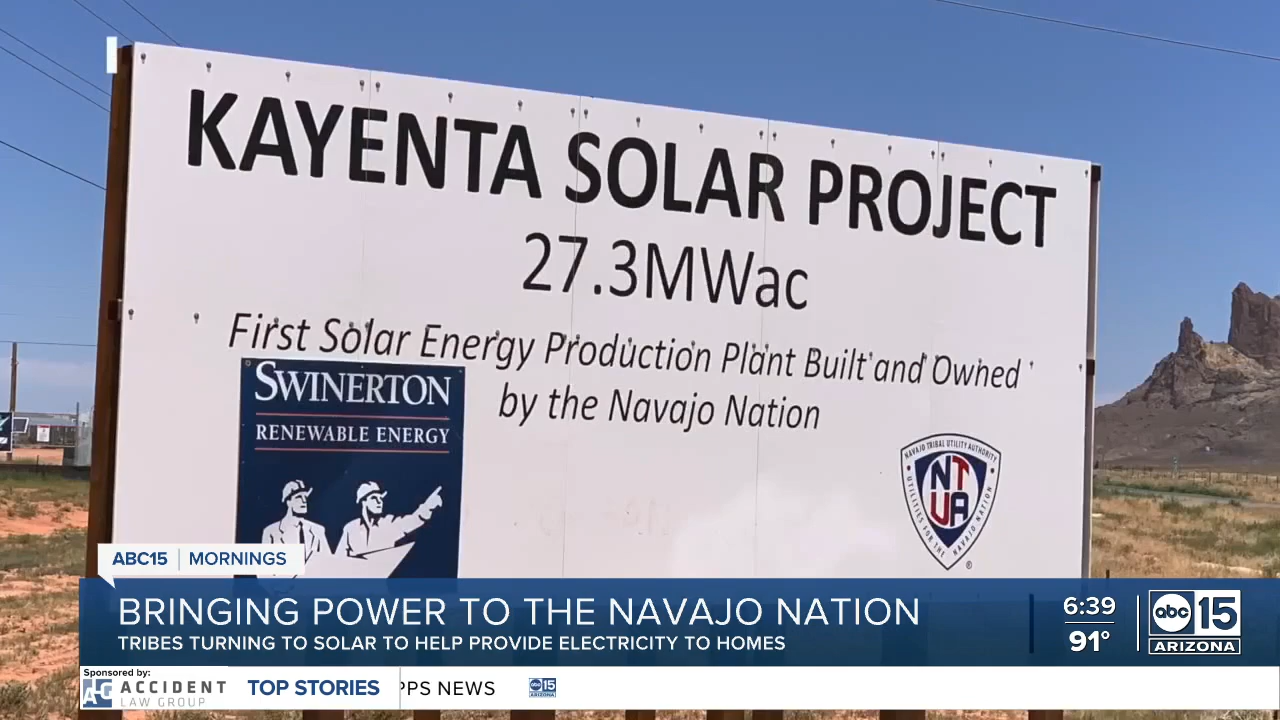 KAYENTA SOLAR PROJECT
27.3MWac
First Solar Energy Production Plant Built and Owned
by the Navajo Nation
SWINERTON
RENEWABLE ENERGY
NAVAJO TRIBAL UTILITY AUTHORITY
NTUA
UTILITIES FOR THE NAVAJO NATION
®
ABC15 | MORNINGS
BRINGING POWER TO THE NAVAJO NATION
TRIBES TURNING TO SOLAR TO HELP PROVIDE ELECTRICITY TO HOMES
6:39
91°
abc 15
ARIZONA
Sponsored by:
ACCIDENT
LAW GROUP
TOP STORIES
PPS NEWS
abc 15
ARIZONA